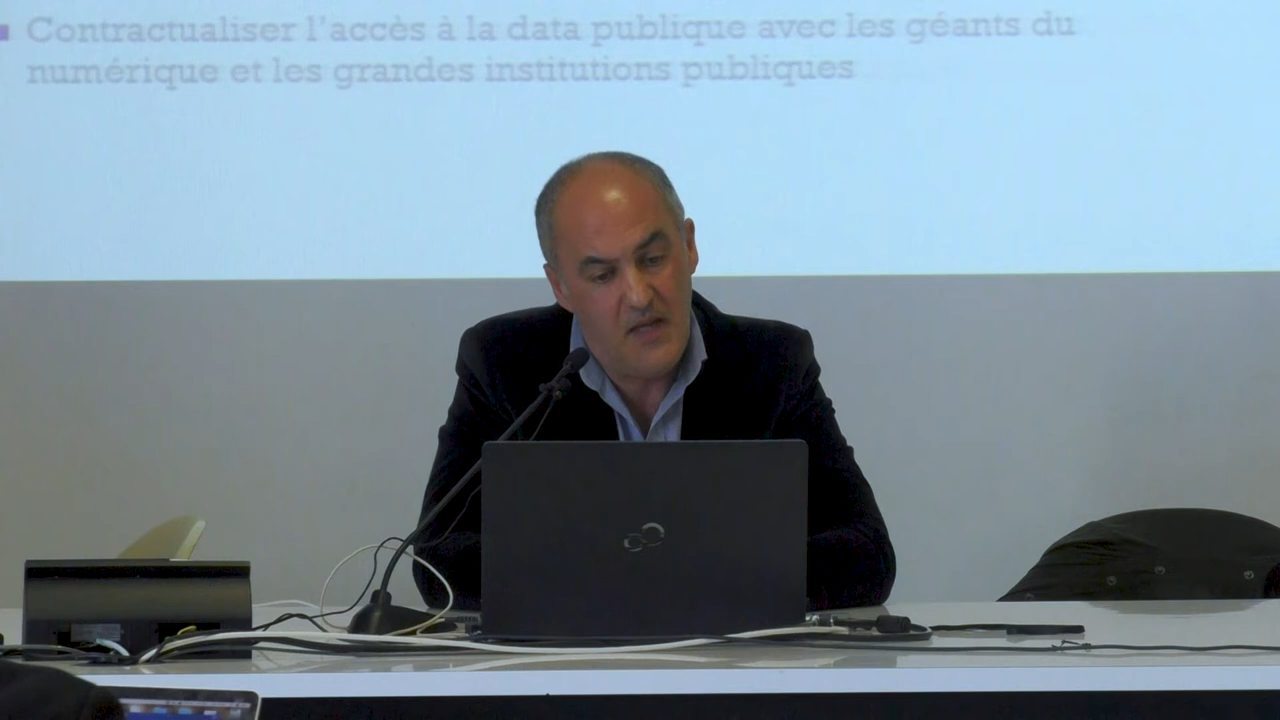 Contractualiser l'accès à la data publique avec les géants du
numérique et les grandes institutions publiques